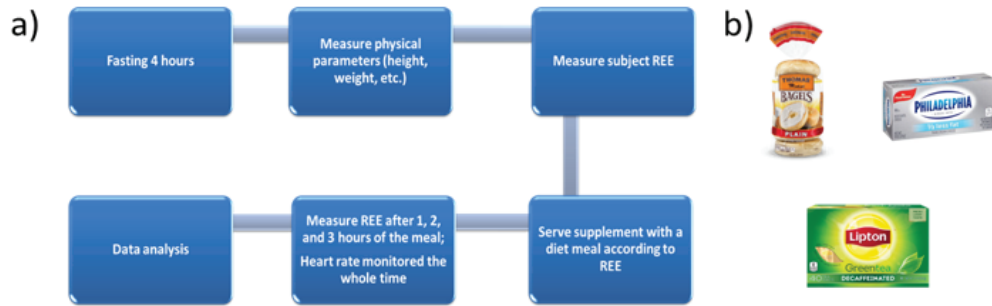 a)
Fasting 4 hours
Measure physical
parameters (height,
weight, etc.)
Measure subject REE
Data analysis
Measure REE after 1, 2,
and 3 hours of the meal;
Heart rate monitored the
whole time
Serve supplement with a
diet meal according to
REE
b)
THOMAS
BAGELS
PLAIN
PHILADELPHIA
Lipton
Green tea
DECAFFEINATED